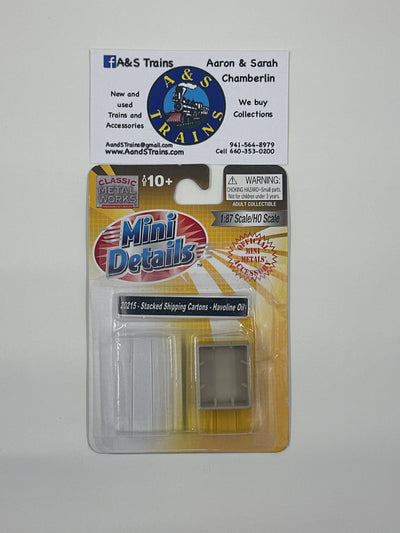 A&S Trains
Aaron & Sarah
Chamberlin
New and
used
Trains and
Accessories
A&S
TRAINS
We buy
Collections
AandSTrains@gmail.com
www.AandSTrains.com
941-564-8979
Cell 660-353-0200
CLASSIC
METAL
WORKS
10+
WARNING:
CHOKING HAZARD-Small parts.
Not for children under 3 years.
ADULT COLLECTIBLE
1:87 Scale/HO Scale
Mini
Details
TM
OFFICIAL
MINI
METALS
ACCESSORY
20215 - Stacked Shipping Cartons - Havoline Oil